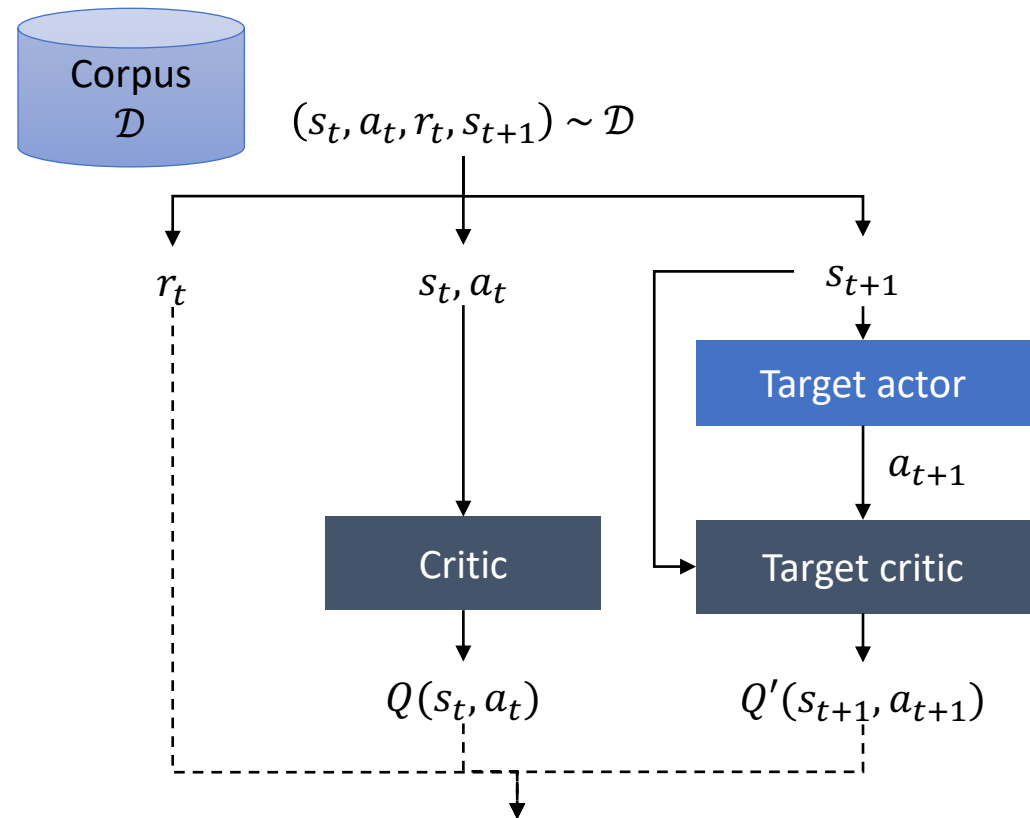 Corpus
𝒟
(s_t, a_t, r_t, s_{t+1}) ~ 𝒟
r_t
s_t, a_t
s_{t+1}
Target actor
a_{t+1}
Critic
Target critic
Q(s_t, a_t)
Q′(s_{t+1}, a_{t+1})